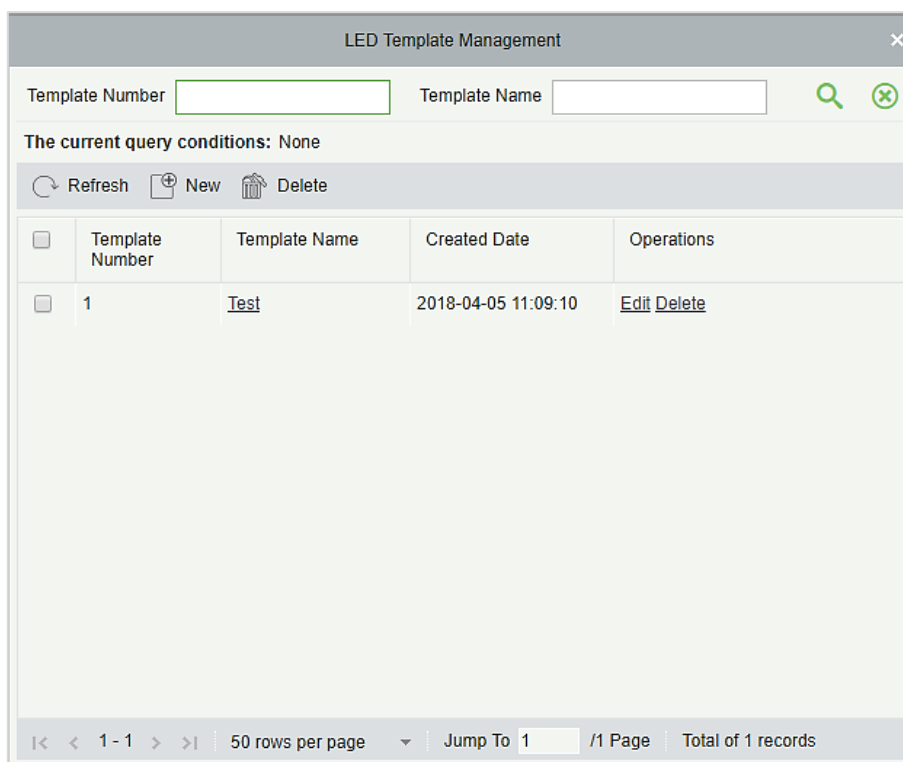 LED Template Management
Template Number Template Name
The current query conditions: None
Refresh New Delete
Template Number Template Name Created Date Operations
1 Test 2018-04-05 11:09:10 Edit Delete
1 - 1 50 rows per page Jump To 1 /1 Page Total of 1 records